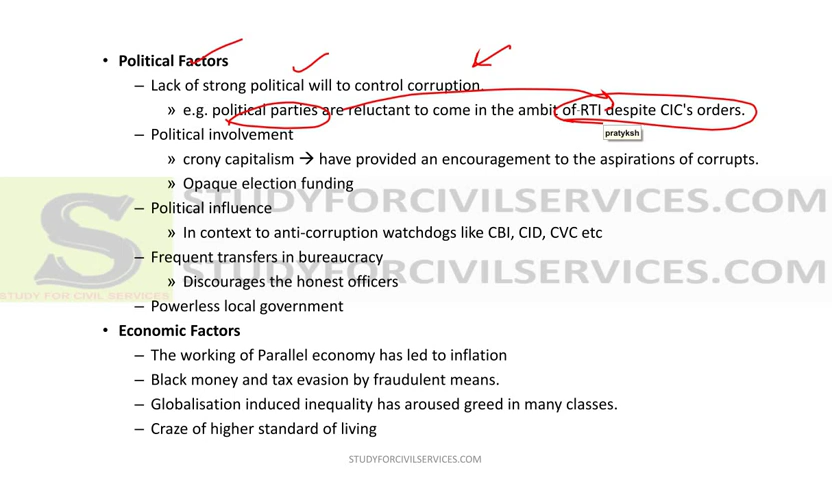 • Political Factors
– Lack of strong political will to control corruption.
» e.g. political parties are reluctant to come in the ambit of RTI despite CIC's orders.
pratyksh
– Political involvement
» crony capitalism → have provided an encouragement to the aspirations of corrupts.
» Opaque election funding
– Political influence
» In context to anti-corruption watchdogs like CBI, CID, CVC etc
– Frequent transfers in bureaucracy
» Discourages the honest officers
– Powerless local government
• Economic Factors
– The working of Parallel economy has led to inflation
– Black money and tax evasion by fraudulent means.
– Globalisation induced inequality has aroused greed in many classes.
– Craze of higher standard of living
S
STUDY FOR CIVIL SERVICES
STUDYFORCIVILSERVICES.COM
STUDYFORCIVILSERVICES.COM
STUDYFORCIVILSERVICES.COM